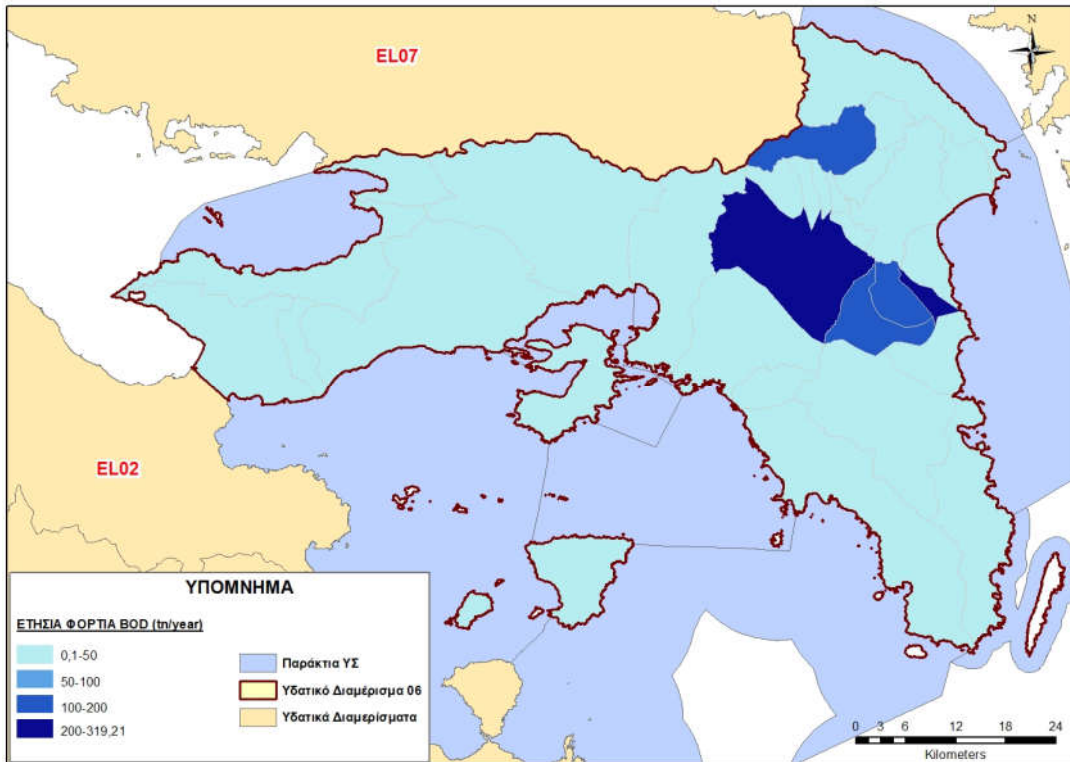 N
EL07
EL02
ΥΠΟΜΝΗΜΑ
ΕΤΗΣΙΑ ΦΟΡΤΙΑ BOD (tn/year)
0,1-50
50-100
100-200
200-319,21
Παράκτια ΥΣ
Υδατικό Διαμέρισμα 06
Υδατικά Διαμερίσματα
0 3 6 12 18 24
Kilometers